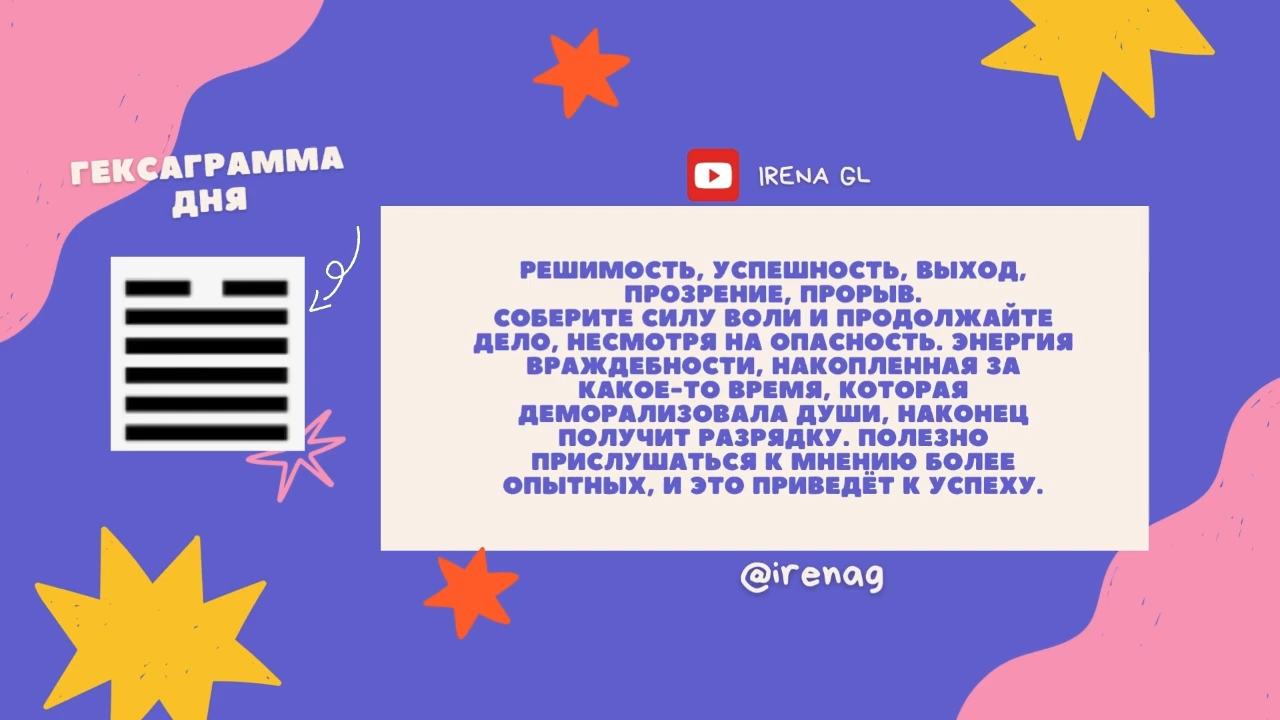 ГЕКСАГРАММА
ДНЯ
IRENA GL
РЕШИМОСТЬ, УСПЕШНОСТЬ, ВЫХОД,
ПРОЗРЕНИЕ, ПРОРЫВ.
СОБЕРИТЕ СИЛУ ВОЛИ И ПРОДОЛЖАЙТЕ
ДЕЛО, НЕСМОТРЯ НА ОПАСНОСТЬ. ЭНЕРГИЯ
ВРАЖДЕБНОСТИ, НАКОПЛЕННАЯ ЗА
КАКОЕ-ТО ВРЕМЯ, КОТОРАЯ
ДЕМОРАЛИЗОВАЛА ДУШИ, НАКОНЕЦ
ПОЛУЧИТ РАЗРЯДКУ. ПОЛЕЗНО
ПРИСЛУШАТЬСЯ К МНЕНИЮ БОЛЕЕ
ОПЫТНЫХ, И ЭТО ПРИВЕДЁТ К УСПЕХУ.
@irenag